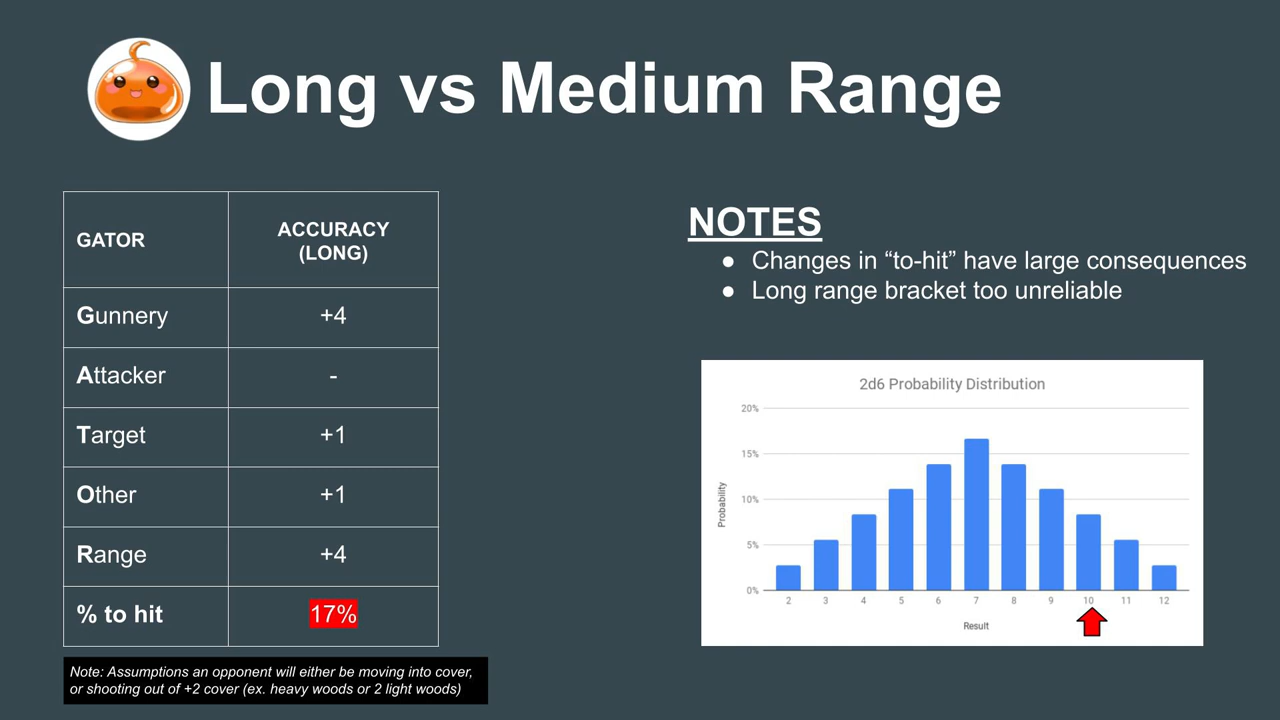 Long vs Medium Range
GATOR
ACCURACY
(LONG)
Gunnery
+4
Attacker
-
Target
+1
Other
+1
Range
+4
% to hit
17%
Note: Assumptions an opponent will either be moving into cover,
or shooting out of +2 cover (ex. heavy woods or 2 light woods)
NOTES
● Changes in “to-hit” have large consequences
● Long range bracket too unreliable
2d6 Probability Distribution
Probability
20%
15%
10%
5%
0%
2 3 4 5 6 7 8 9 10 11 12
Result